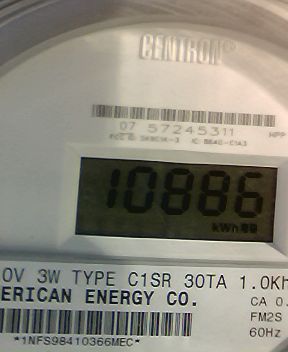 CENTRON®
07 57245311
HPP
10886
kWh
0V 3W TYPE C1SR 30TA 1.0Kh
ERICAN ENERGY CO.
CA 0.
FM2S
60Hz
*1NFS98410366MEC*